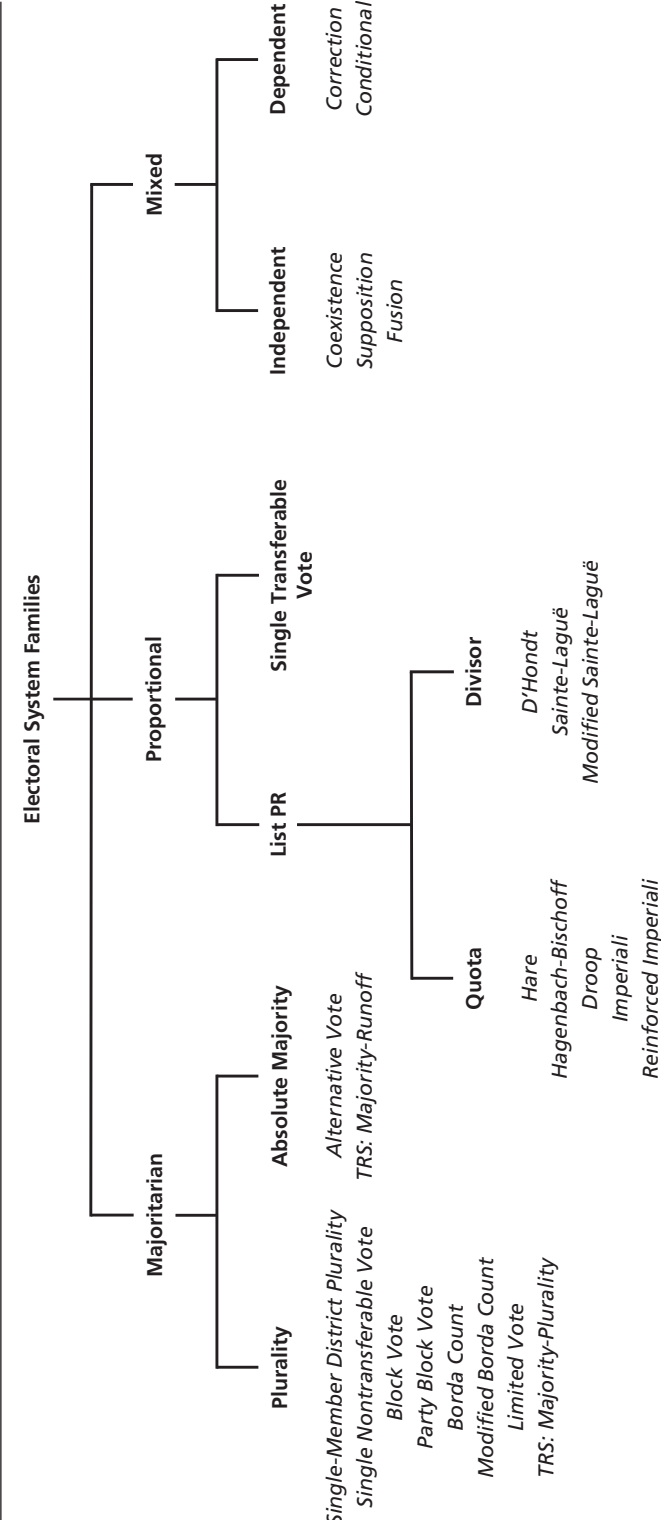 Electoral System Families
Majoritarian
Proportional
Mixed
Plurality
Absolute Majority
List PR
Single Transferable
Vote
Independent
Dependent
Single-Member District Plurality
Single Nontransferable Vote
Block Vote
Party Block Vote
Borda Count
Modified Borda Count
Limited Vote
TRS: Majority-Plurality
Alternative Vote
TRS: Majority-Runoff
Coexistence
Supposition
Fusion
Correction
Conditional
Quota
Divisor
Hare
Hagenbach-Bischoff
Droop
Imperiali
Reinforced Imperiali
D'Hondt
Sainte-Laguë
Modified Sainte-Laguë